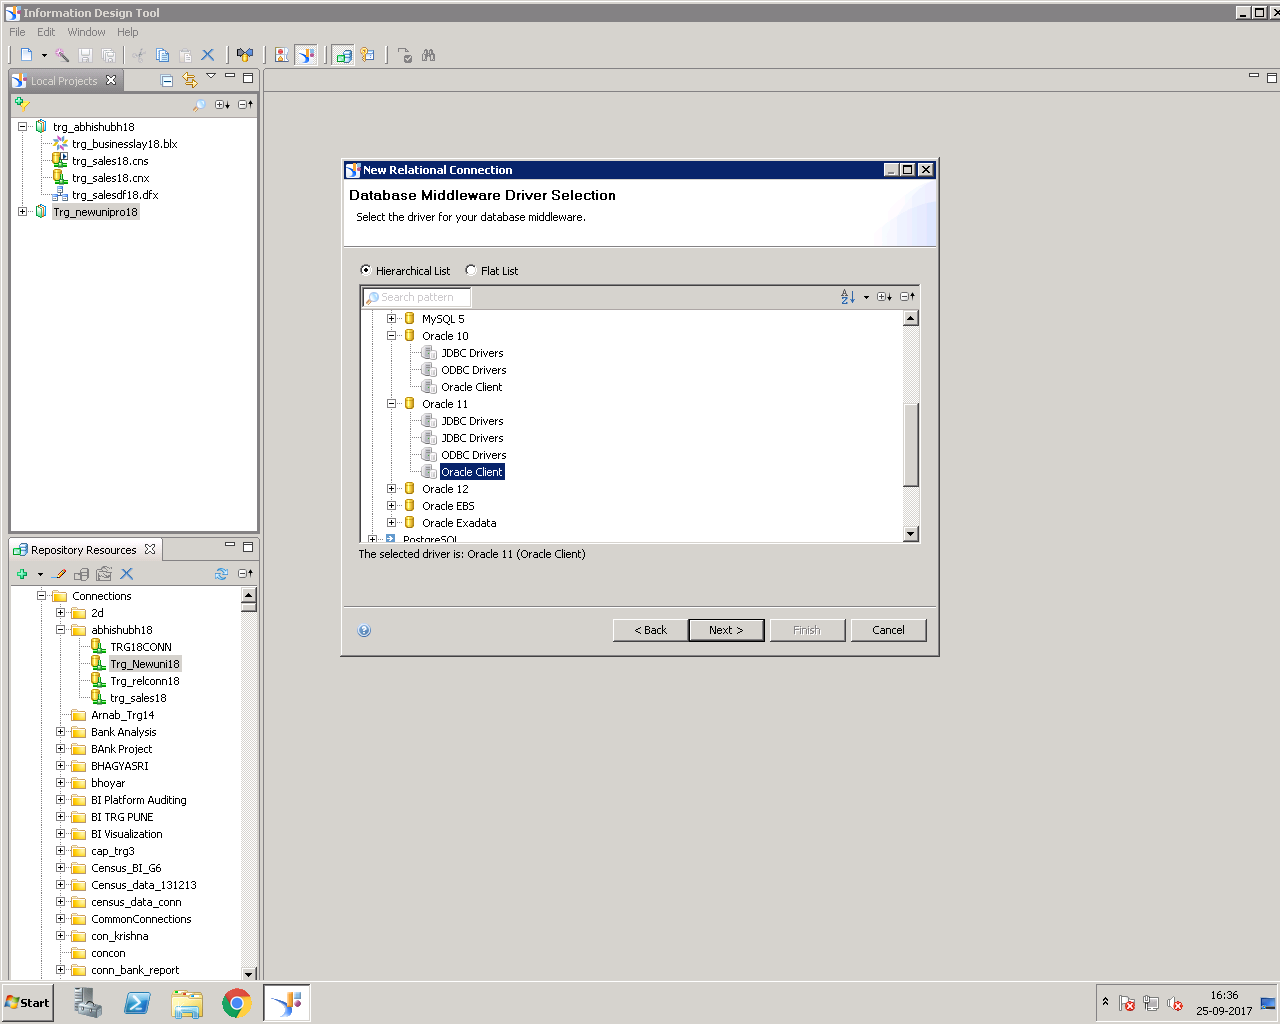 Information Design Tool
File Edit Window Help
Local Projects
trg_abhishubh18
trg_businesslay18.blx
trg_sales18.cns
trg_sales18.cnx
trg_salesdf18.dfx
Trg_newunipro18
New Relational Connection
Database Middleware Driver Selection
Select the driver for your database middleware.
Hierarchical List Flat List
Search pattern
MySQL 5
Oracle 10
JDBC Drivers
ODBC Drivers
Oracle Client
Oracle 11
JDBC Drivers
JDBC Drivers
ODBC Drivers
Oracle Client
Oracle 12
Oracle EBS
Oracle Exadata
PostgreSQL
The selected driver is: Oracle 11 (Oracle Client)
< Back Next > Finish Cancel
Repository Resources
Connections
2d
abhishubh18
TRG18CONN
Trg_Newuni18
Trg_relconn18
trg_sales18
Arnab_Trg14
Bank Analysis
BAnk Project
BHAGYASRI
bhoyar
BI Platform Auditing
BI TRG PUNE
BI Visualization
cap_trg3
Census_BI_G6
Census_data_131213
census_data_conn
CommonConnections
con_krishna
concon
conn_bank_report
Start
16:36
25-09-2017